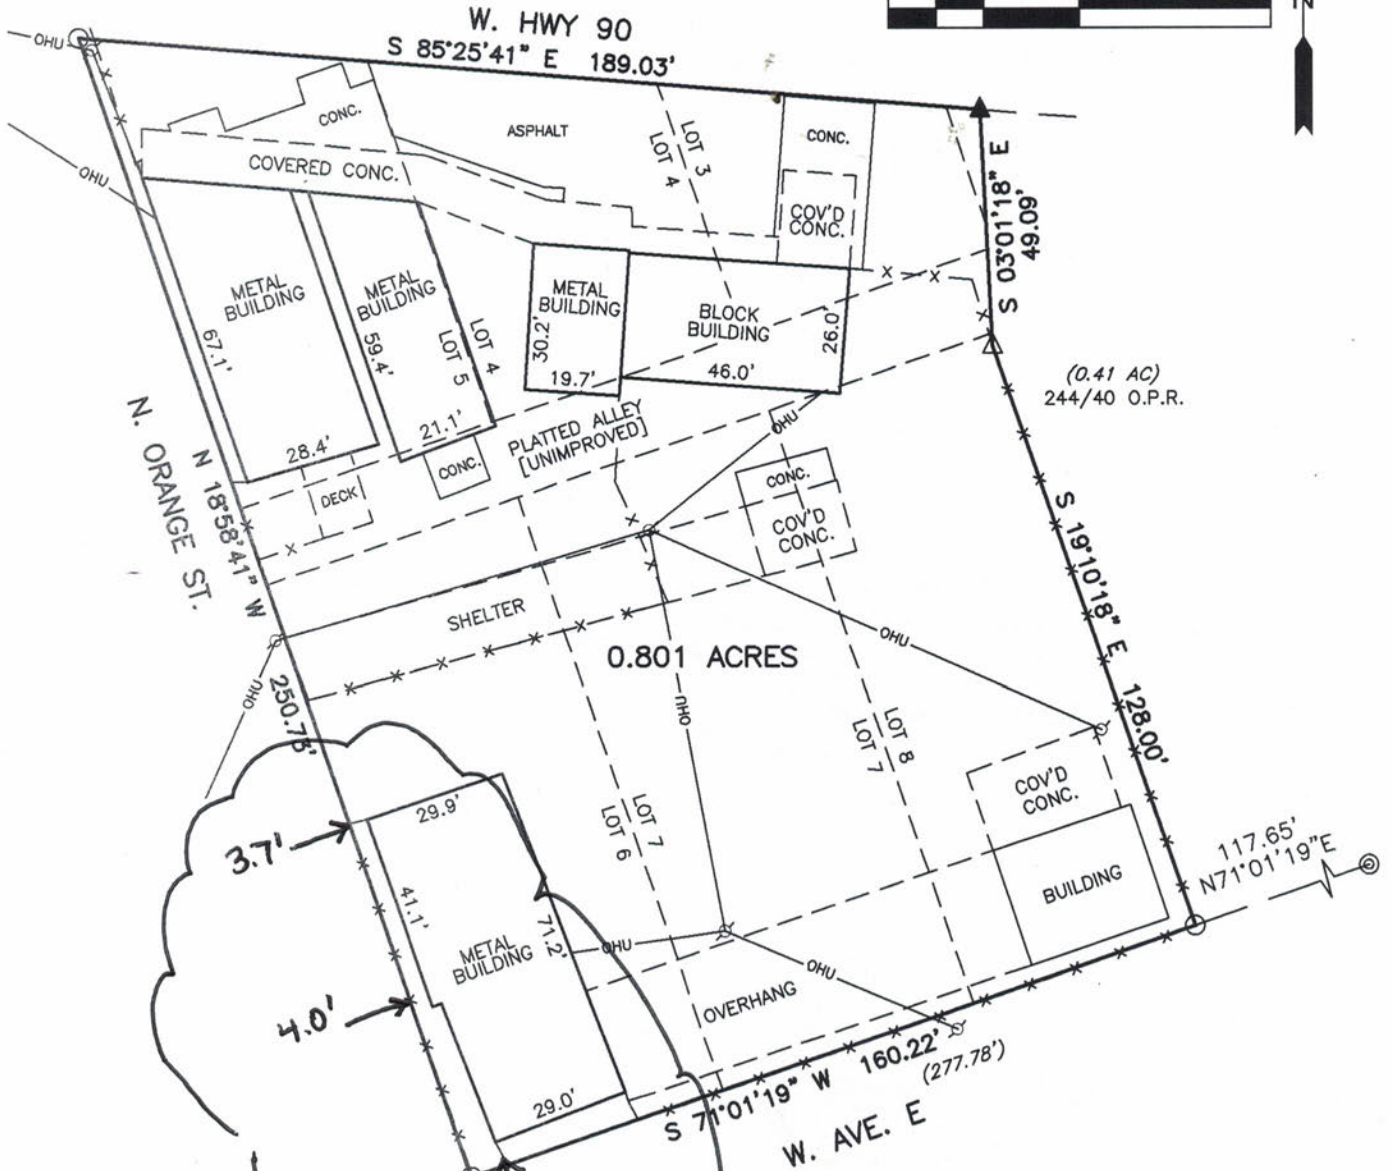 W. HWY 90
S 85°25'41" E 189.03'
N
OHU
CONC.
ASPHALT
LOT 3
LOT 4
CONC.
COVERED CONC.
COV'D
CONC.
S 03°01'18" E
49.09'
OHU
METAL
BUILDING
METAL
BUILDING
METAL
BUILDING
BLOCK
BUILDING
67.1'
59.4'
LOT 4
LOT 5
30.2'
26.0'
19.7'
46.0'
(0.41 AC)
244/40 O.P.R.
28.4'
21.1'
PLATTED ALLEY
[UNIMPROVED]
OHU
N. ORANGE ST.
N 18°58'41" W
250.73'
DECK
CONC.
CONC.
COV'D
CONC.
S 19°10'18" E 128.00'
SHELTER
0.801 ACRES
OHU
OHU
OHU
LOT 8
LOT 7
LOT 7
LOT 6
COV'D
CONC.
29.9'
3.7'
41.1'
71.2'
METAL
BUILDING
BUILDING
117.65'
N71°01'19"E
OHU
OHU
4.0'
OVERHANG
29.0'
S 71°01'19" W 160.22'
(277.78')
W. AVE. E